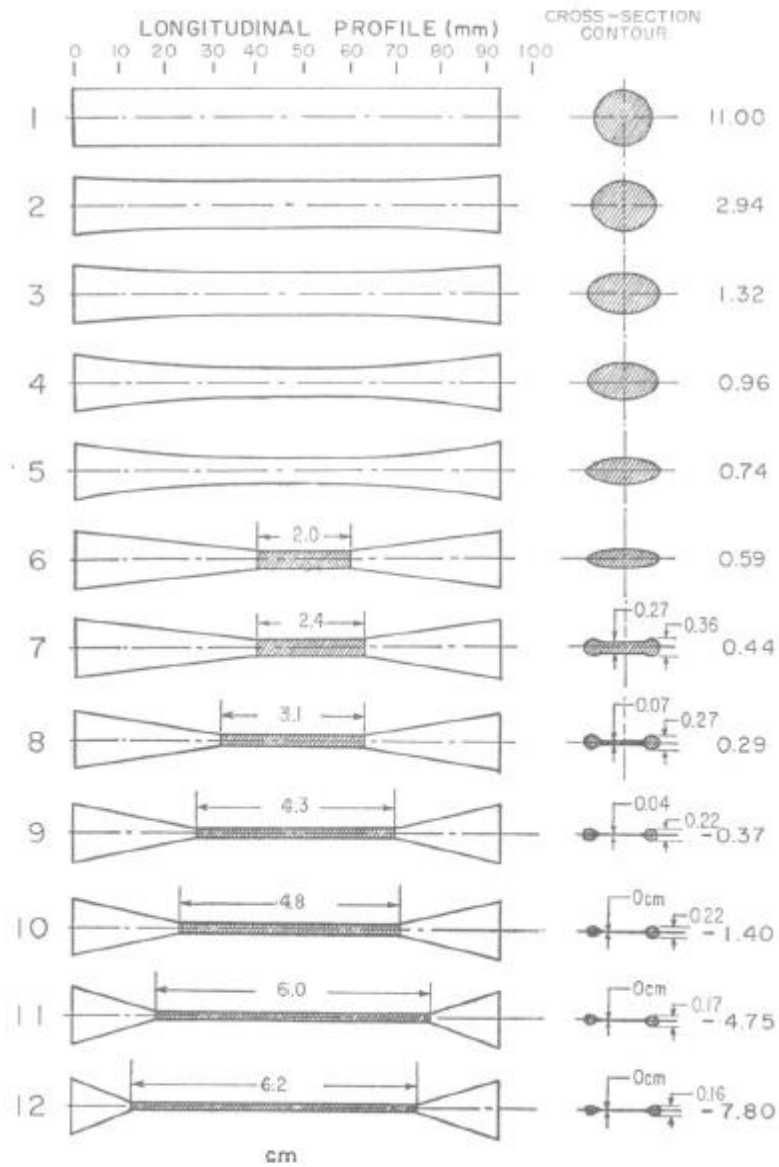 LONGITUDINAL PROFILE (mm)
CROSS-SECTION
CONTOUR
0 10 20 30 40 50 60 70 80 90 100
1 11.00
2 2.94
3 1.32
4 0.96
5 0.74
6 2.0 0.59
7 2.4 0.27 0.36 0.44
8 3.1 0.07 0.27 0.29
9 4.3 0.04 0.22 -0.37
10 4.8 0cm 0.22 -1.40
11 6.0 0cm 0.17 -4.75
12 6.2 0cm 0.16 -7.80
cm